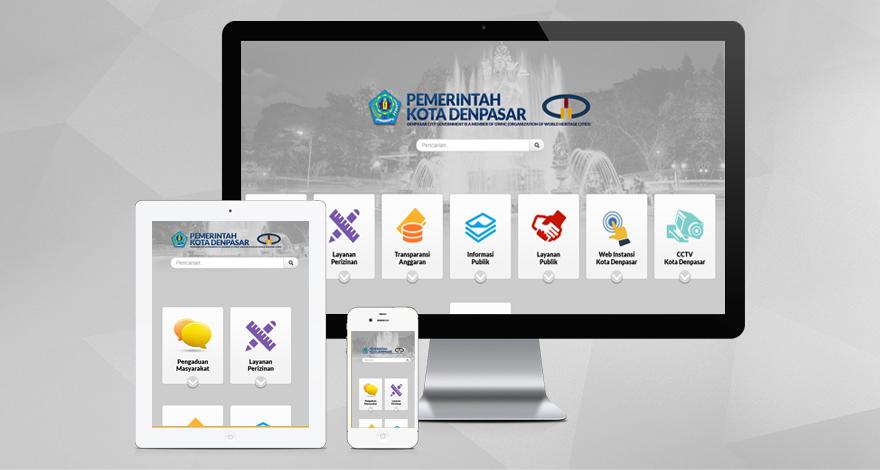 PEMERINTAH
KOTA DENPASAR
DENPASAR CITY GOVERNMENT IS A MEMBER OF OWHC (ORGANIZATION OF WORLD HERITAGE CITIES)
Pencarian
Layanan
Perizinan
Transparansi
Anggaran
Informasi
Publik
Layanan
Publik
Web Instansi
Kota Denpasar
CCTV
Kota Denpasar
PEMERINTAH
KOTA DENPASAR
Pencarian
Pengaduan
Masyarakat
Layanan
Perizinan
PEMERINTAH
KOTA DENPASAR
Pengaduan
Masyarakat
Layanan
Perizinan